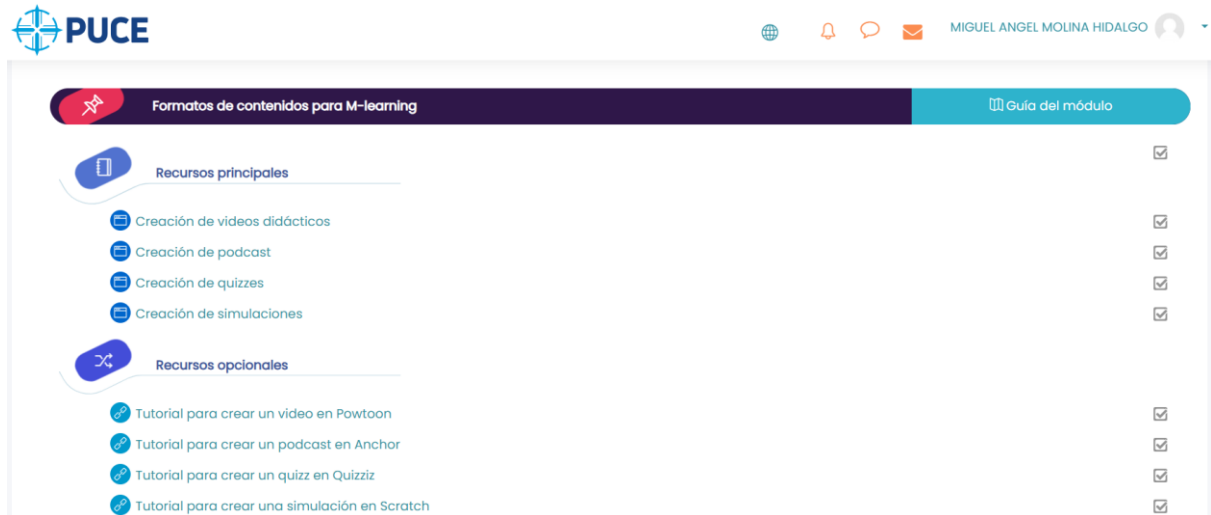 PUCE
MIGUEL ANGEL MOLINA HIDALGO
Formatos de contenidos para M-learning
Guía del módulo
Recursos principales
Creación de videos didácticos
Creación de podcast
Creación de quizzes
Creación de simulaciones
Recursos opcionales
Tutorial para crear un video en Powtoon
Tutorial para crear un podcast en Anchor
Tutorial para crear un quizz en Quizziz
Tutorial para crear una simulación en Scratch